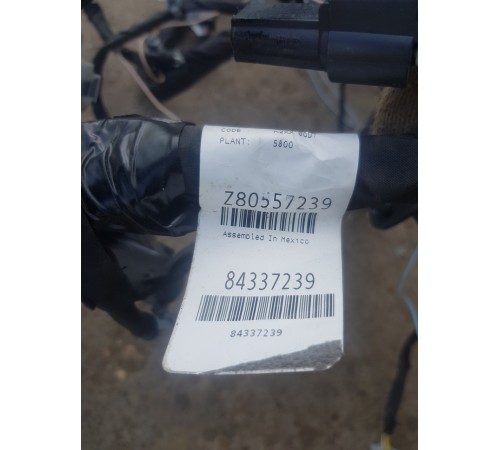 PLANT: 5800
Z80557239
Assembled In Mexico
84337239
84337239